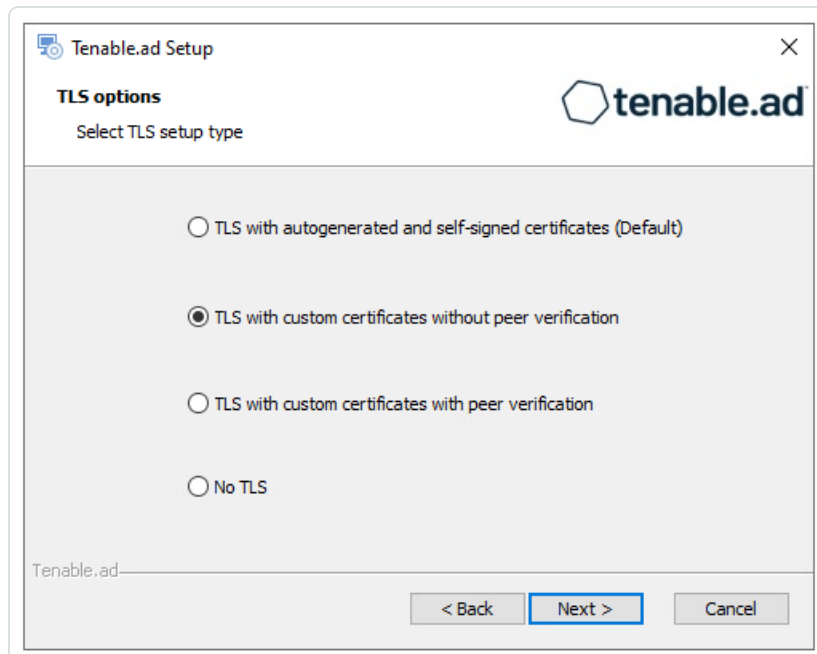 Tenable.ad Setup
TLS options
Select TLS setup type
tenable.ad
TLS with autogenerated and self-signed certificates (Default)
TLS with custom certificates without peer verification
TLS with custom certificates with peer verification
No TLS
Tenable.ad
< Back
Next >
Cancel